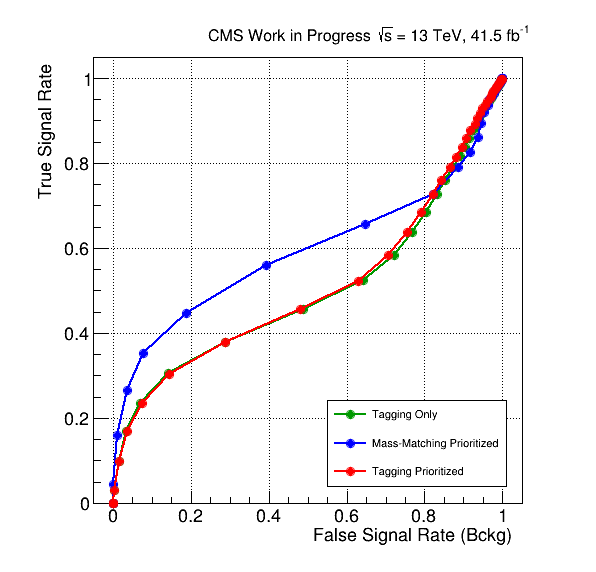 CMS Work in Progress √s = 13 TeV, 41.5 fb⁻¹
True Signal Rate
1
0.8
0.6
0.4
0.2
0
Tagging Only
Mass-Matching Prioritized
Tagging Prioritized
0 0.2 0.4 0.6 0.8 1
False Signal Rate (Bckg)